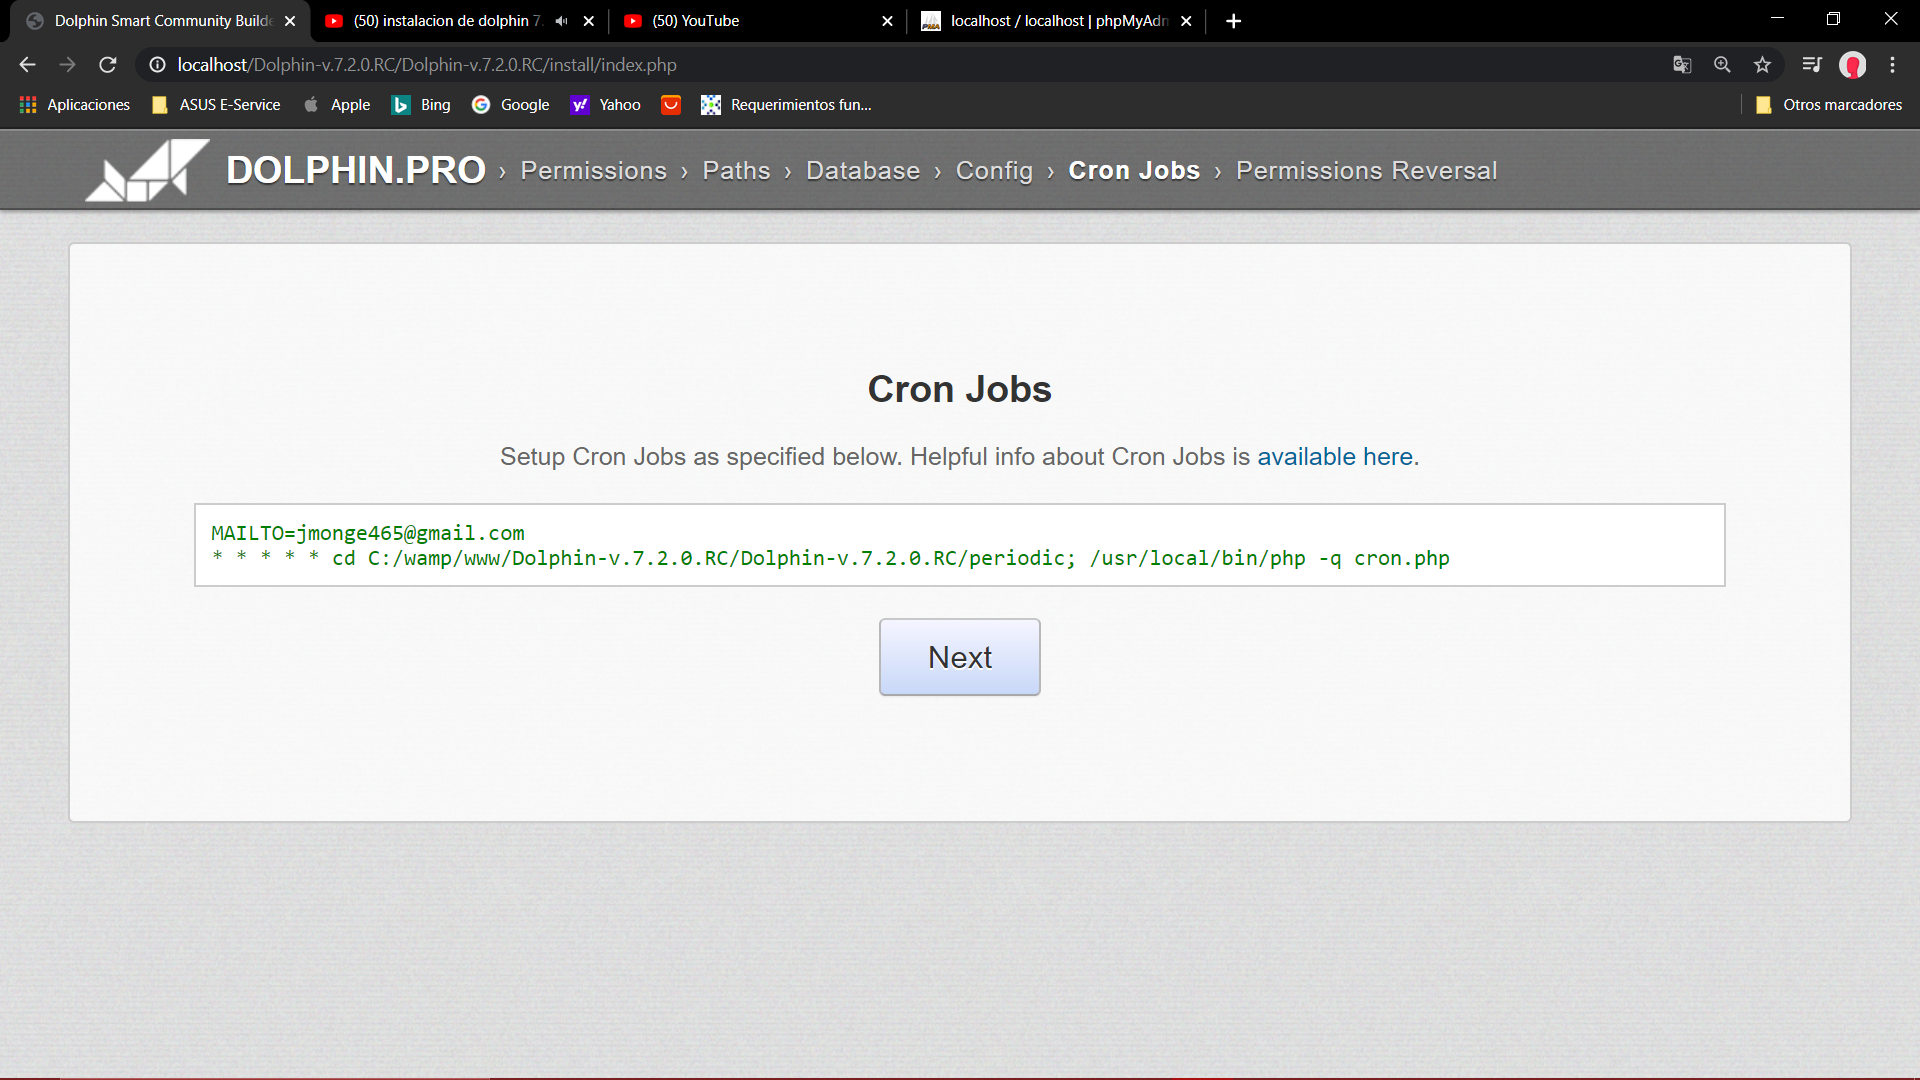 Dolphin Smart Community Builde
(50) instalacion de dolphin 7.
(50) YouTube
localhost / localhost | phpMyAdm
localhost/Dolphin-v.7.2.0.RC/Dolphin-v.7.2.0.RC/install/index.php
Aplicaciones ASUS E-Service Apple Bing Google Yahoo Requerimientos fun... Otros marcadores
DOLPHIN.PRO › Permissions › Paths › Database › Config › Cron Jobs › Permissions Reversal
Cron Jobs
Setup Cron Jobs as specified below. Helpful info about Cron Jobs is available here.
MAILTO=jmonge465@gmail.com
* * * * * cd C:/wamp/www/Dolphin-v.7.2.0.RC/Dolphin-v.7.2.0.RC/periodic; /usr/local/bin/php -q cron.php
Next